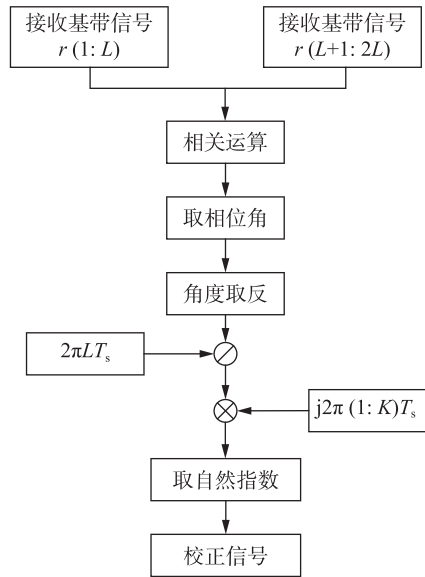 接收基带信号
r (1: L)
接收基带信号
r (L+1: 2L)
相关运算
取相位角
角度取反
2πLTs
j2π (1: K)Ts
取自然指数
校正信号